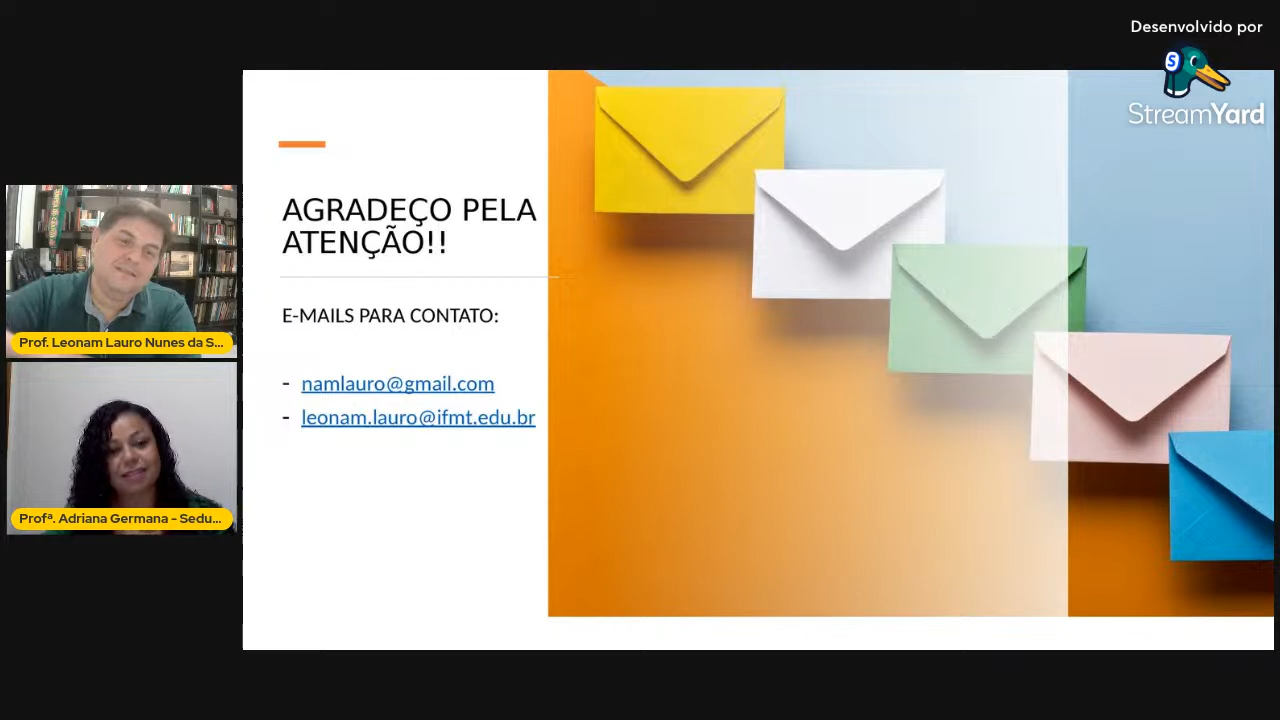 Desenvolvido por
S
StreamYard
AGRADEÇO PELA
ATENÇÃO!!
E-MAILS PARA CONTATO:
- namlauro@gmail.com
- leonam.lauro@ifmt.edu.br
Prof. Leonam Lauro Nunes da S...
Profª. Adriana Germana - Sedu...